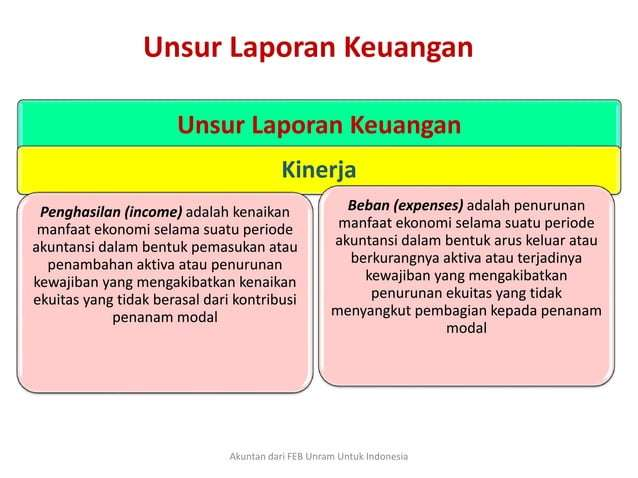 Unsur Laporan Keuangan
Unsur Laporan Keuangan
Kinerja
Penghasilan (income) adalah kenaikan
manfaat ekonomi selama suatu periode
akuntansi dalam bentuk pemasukan atau
penambahan aktiva atau penurunan
kewajiban yang mengakibatkan kenaikan
ekuitas yang tidak berasal dari kontribusi
penanam modal
Beban (expenses) adalah penurunan
manfaat ekonomi selama suatu periode
akuntansi dalam bentuk arus keluar atau
berkurangnya aktiva atau terjadinya
kewajiban yang mengakibatkan
penurunan ekuitas yang tidak
menyangkut pembagian kepada penanam
modal
Akuntan dari FEB Unram Untuk Indonesia